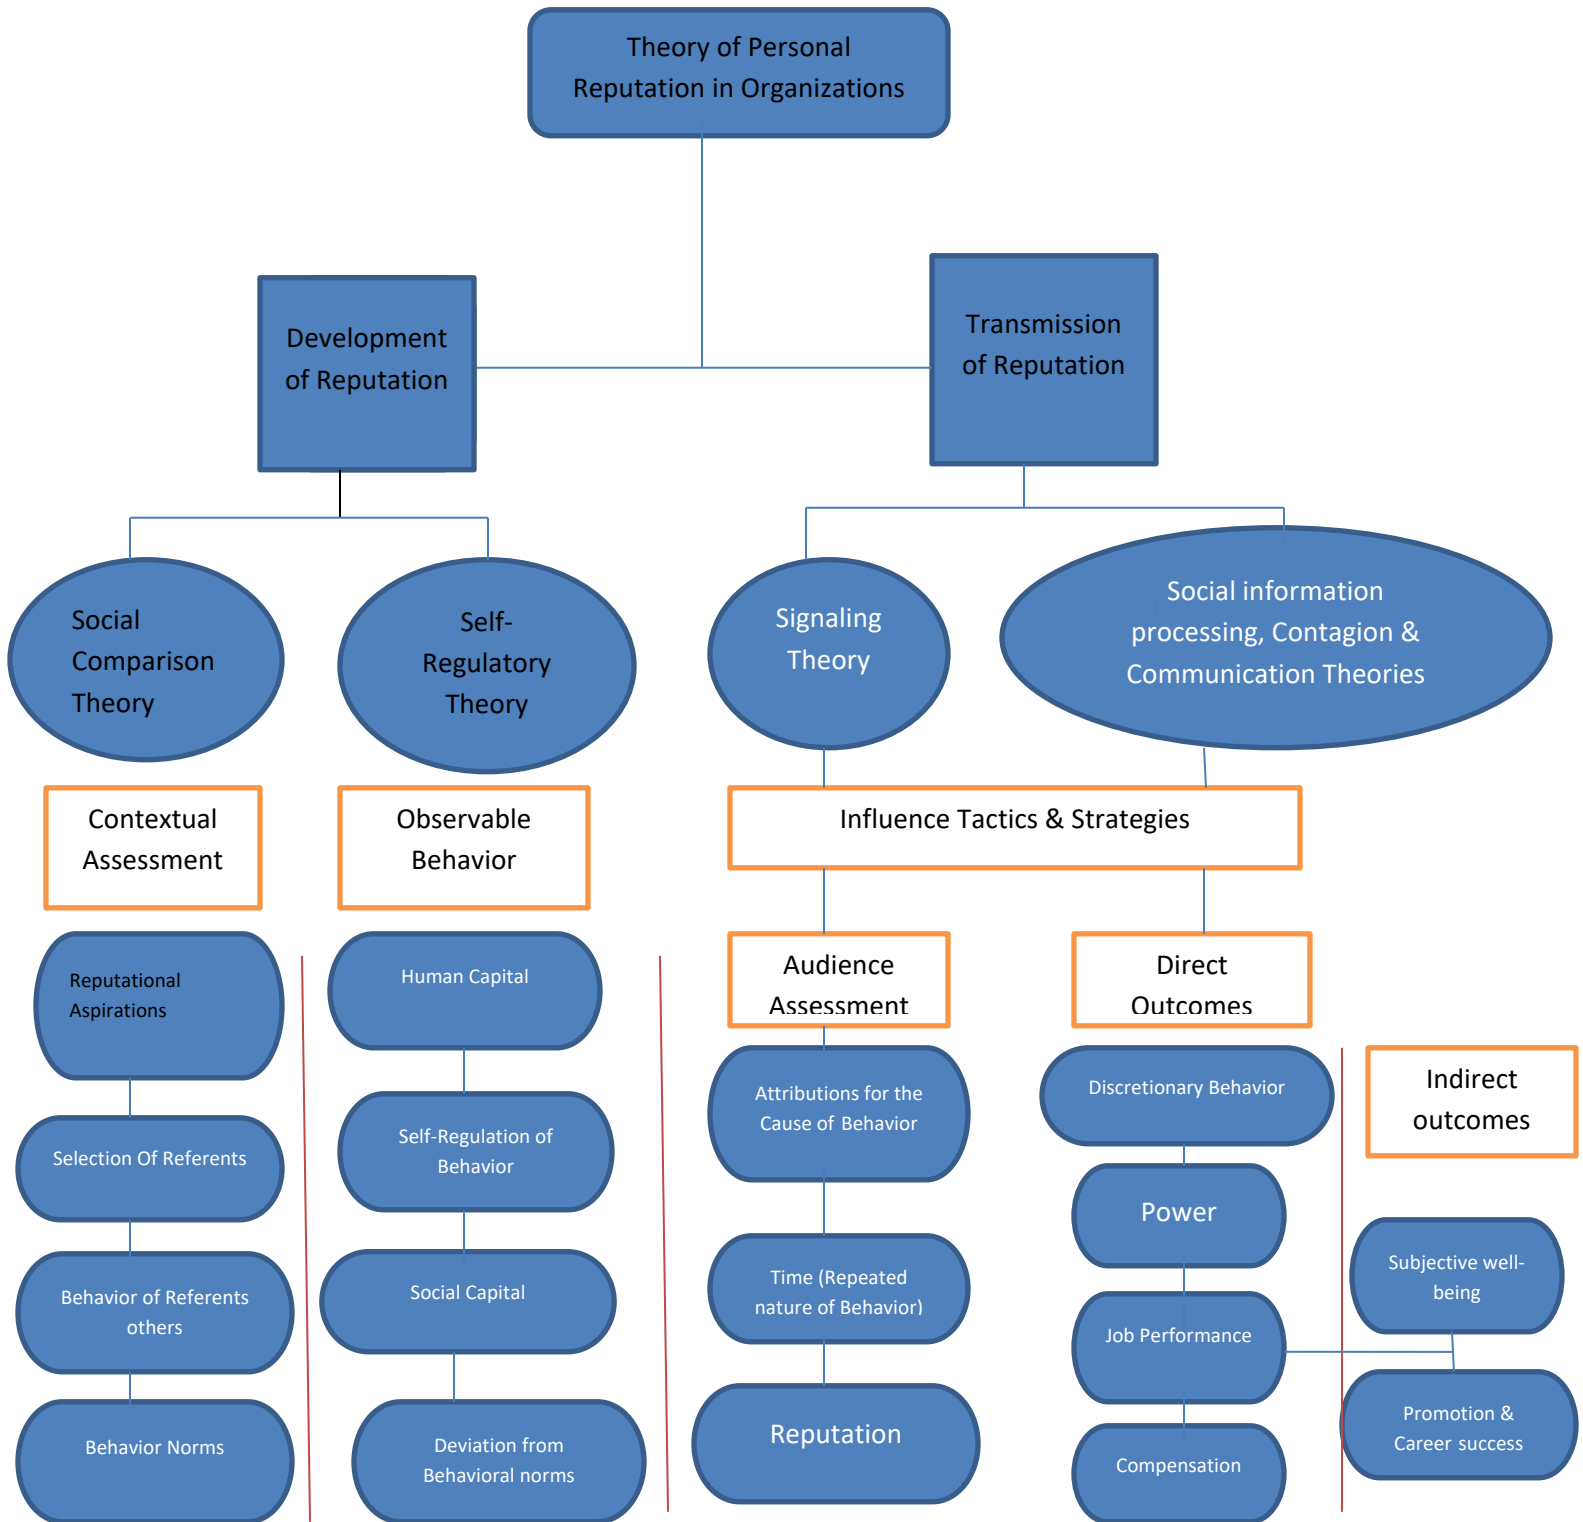 Theory of Personal
Reputation in Organizations
Development
of Reputation
Transmission
of Reputation
Social
Comparison
Theory
Self-
Regulatory
Theory
Signaling
Theory
Social information
processing, Contagion &
Communication Theories
Contextual
Assessment
Observable
Behavior
Influence Tactics & Strategies
Reputational
Aspirations
Selection Of Referents
Behavior of Referents
others
Behavior Norms
Human Capital
Self-Regulation of
Behavior
Social Capital
Deviation from
Behavioral norms
Audience
Assessment
Attributions for the
Cause of Behavior
Time (Repeated
nature of Behavior)
Reputation
Direct
Outcomes
Discretionary Behavior
Power
Job Performance
Compensation
Indirect
outcomes
Subjective well-
being
Promotion &
Career success